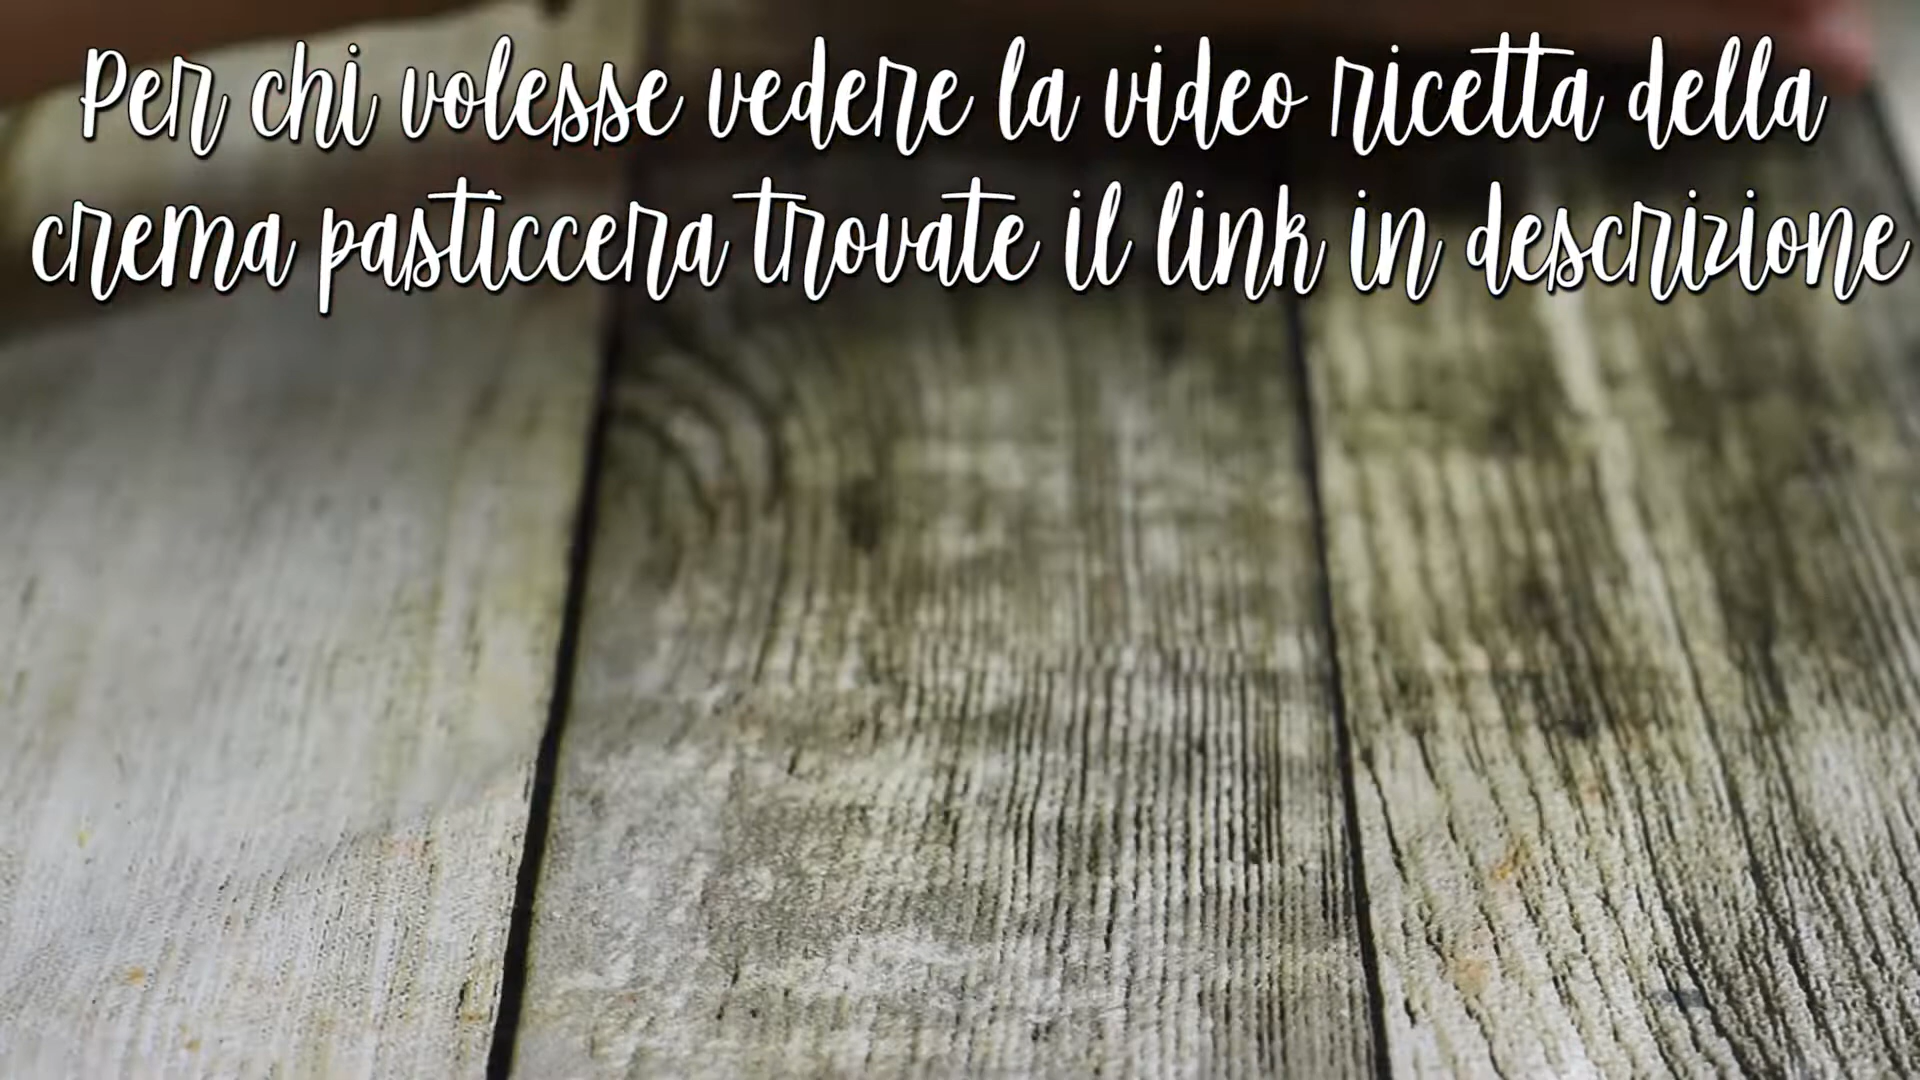 Per chi volesse vedere la video ricetta della
crema pasticcera trovate il link in descrizione